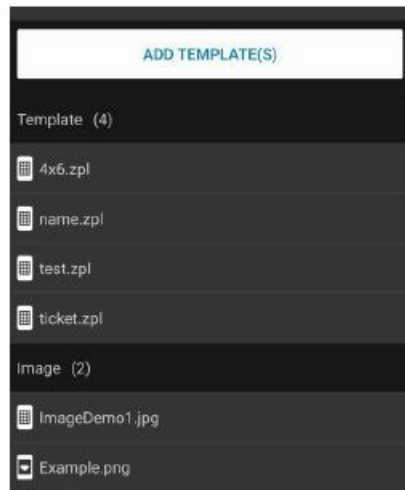 ADD TEMPLATE(S)
Template (4)
4x6.zpl
name.zpl
test.zpl
ticket.zpl
Image (2)
ImageDemo1.jpg
Example.png